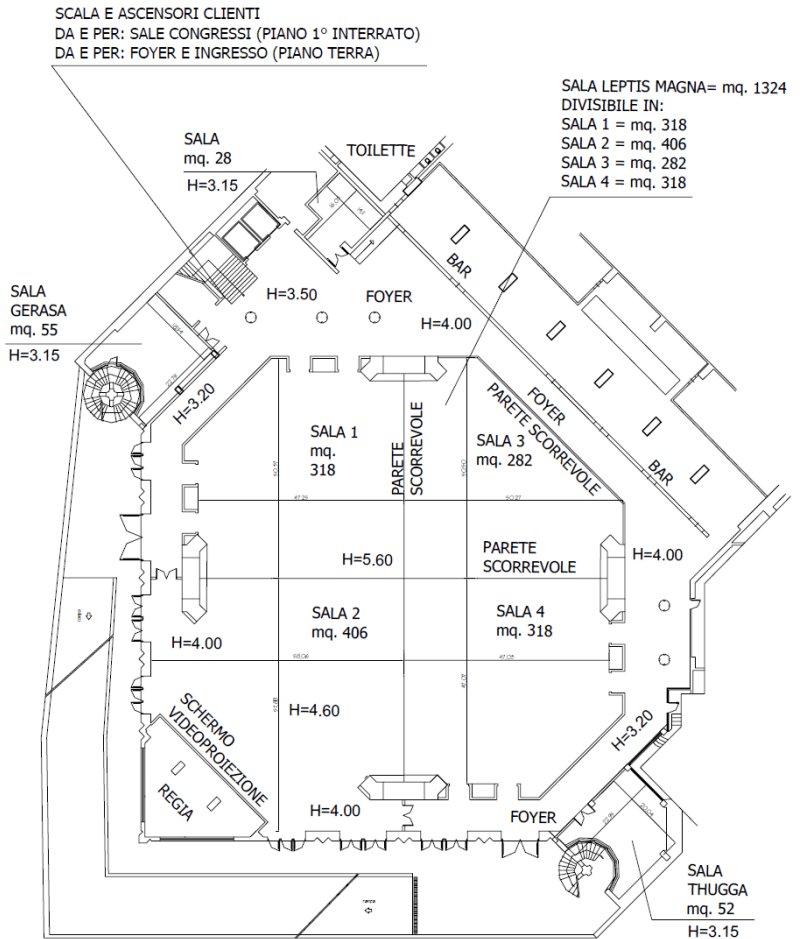 SCALA E ASCENSORI CLIENTI
DA E PER: SALE CONGRESSI (PIANO 1° INTERRATO)
DA E PER: FOYER E INGRESSO (PIANO TERRA)
SALA LEPTIS MAGNA= mq. 1324
DIVISIBILE IN:
SALA 1 = mq. 318
SALA 2 = mq. 406
SALA 3 = mq. 282
SALA 4 = mq. 318
SALA
mq. 28
H=3.15
TOILETTE
BAR
SALA
GERASA
mq. 55
H=3.15
H=3.50
FOYER
H=4.00
H=3.20
FOYER
BAR
PARETE SCORREVOLE
SALA 1
mq.
318
PARETE
SCORREVOLE
SALA 3
mq. 282
H=5.60
PARETE
SCORREVOLE
H=4.00
SALA 2
mq. 406
SALA 4
mq. 318
H=4.00
H=4.60
SCHERMO
VIDEOPROIEZIONE
REGIA
H=4.00
FOYER
H=3.20
SALA
THUGGA
mq. 52
H=3.15